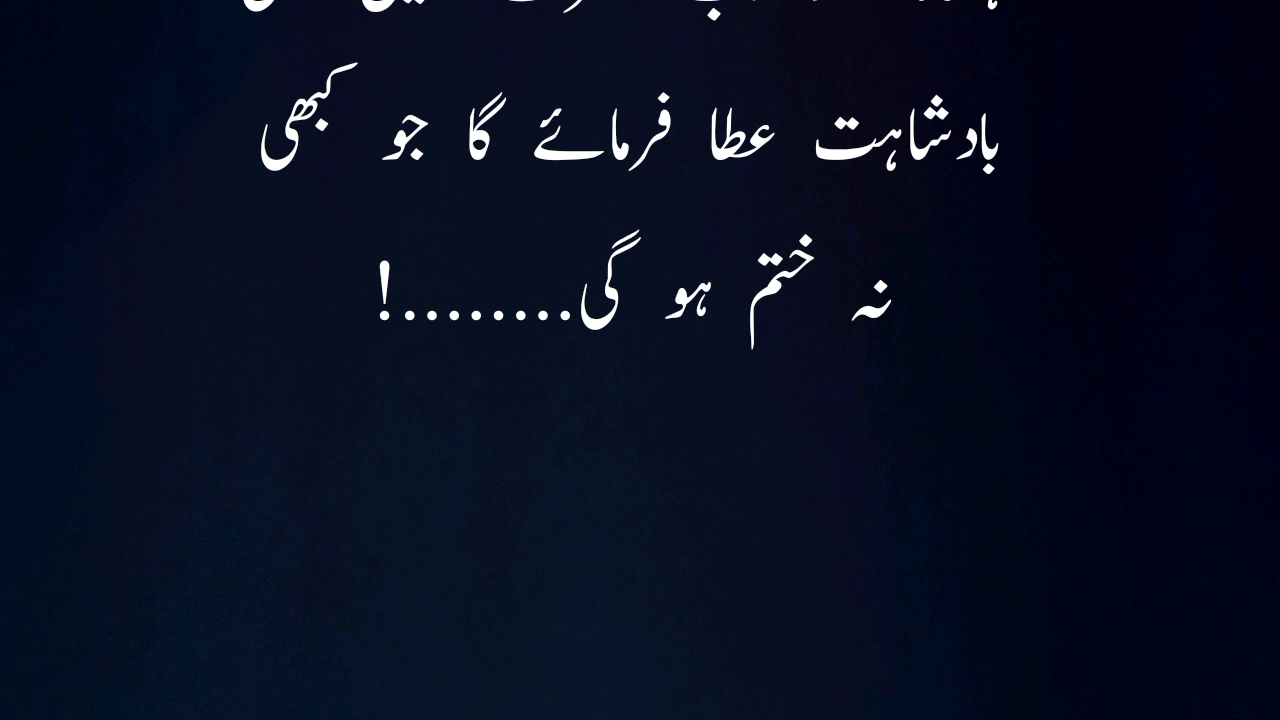 بادشاہت عطا فرمائے گا جو کبھی
نہ ختم ہو گی........!